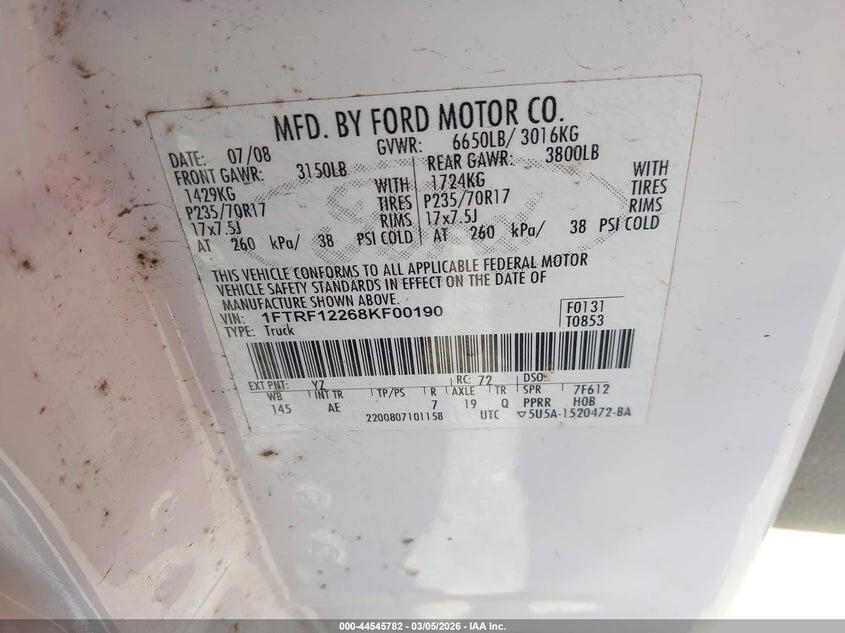 MFD. BY FORD MOTOR CO.
DATE: 07/08 GVWR: 6650LB/ 3016KG
FRONT GAWR: 3150LB REAR GAWR: 3800LB
1429KG WITH 1724KG WITH
P235/70R17 TIRES P235/70R17 TIRES
17x7.5J RIMS 17x7.5J RIMS
AT 260 kPa/ 38 PSI COLD AT 260 kPa/ 38 PSI COLD
THIS VEHICLE CONFORMS TO ALL APPLICABLE FEDERAL MOTOR
VEHICLE SAFETY STANDARDS IN EFFECT ON THE DATE OF
MANUFACTURE SHOWN ABOVE.
VIN: 1FTRF12268KF00190 F0131
TYPE: Truck T0853
EXT PNT: YZ RC: 72 DSO:
WB INT TR TP/PS R AXLE TR SPR 7F612
145 AE 7 19 Q PPRR H0B
2200807101158 UTC ▽5U5A-1520472-BA
000-44545782 - 03/05/2026 - IAA Inc.